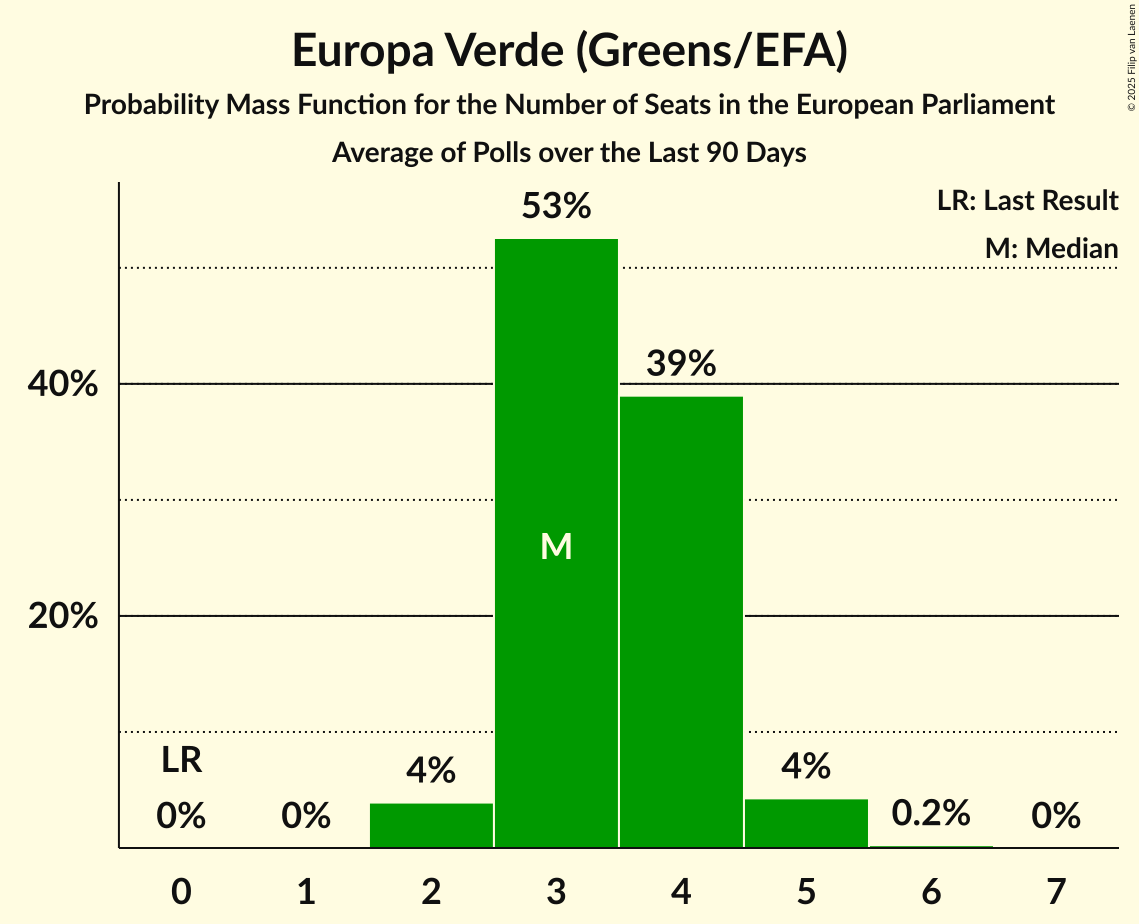 Europa Verde (Greens/EFA)
Probability Mass Function for the Number of Seats in the European Parliament
Average of Polls over the Last 90 Days
© 2025 Filip van Laenen
LR: Last Result
M: Median
53%
39%
40%
M
20%
LR
0%
0%
4%
4%
0.2%
0%
0 1 2 3 4 5 6 7